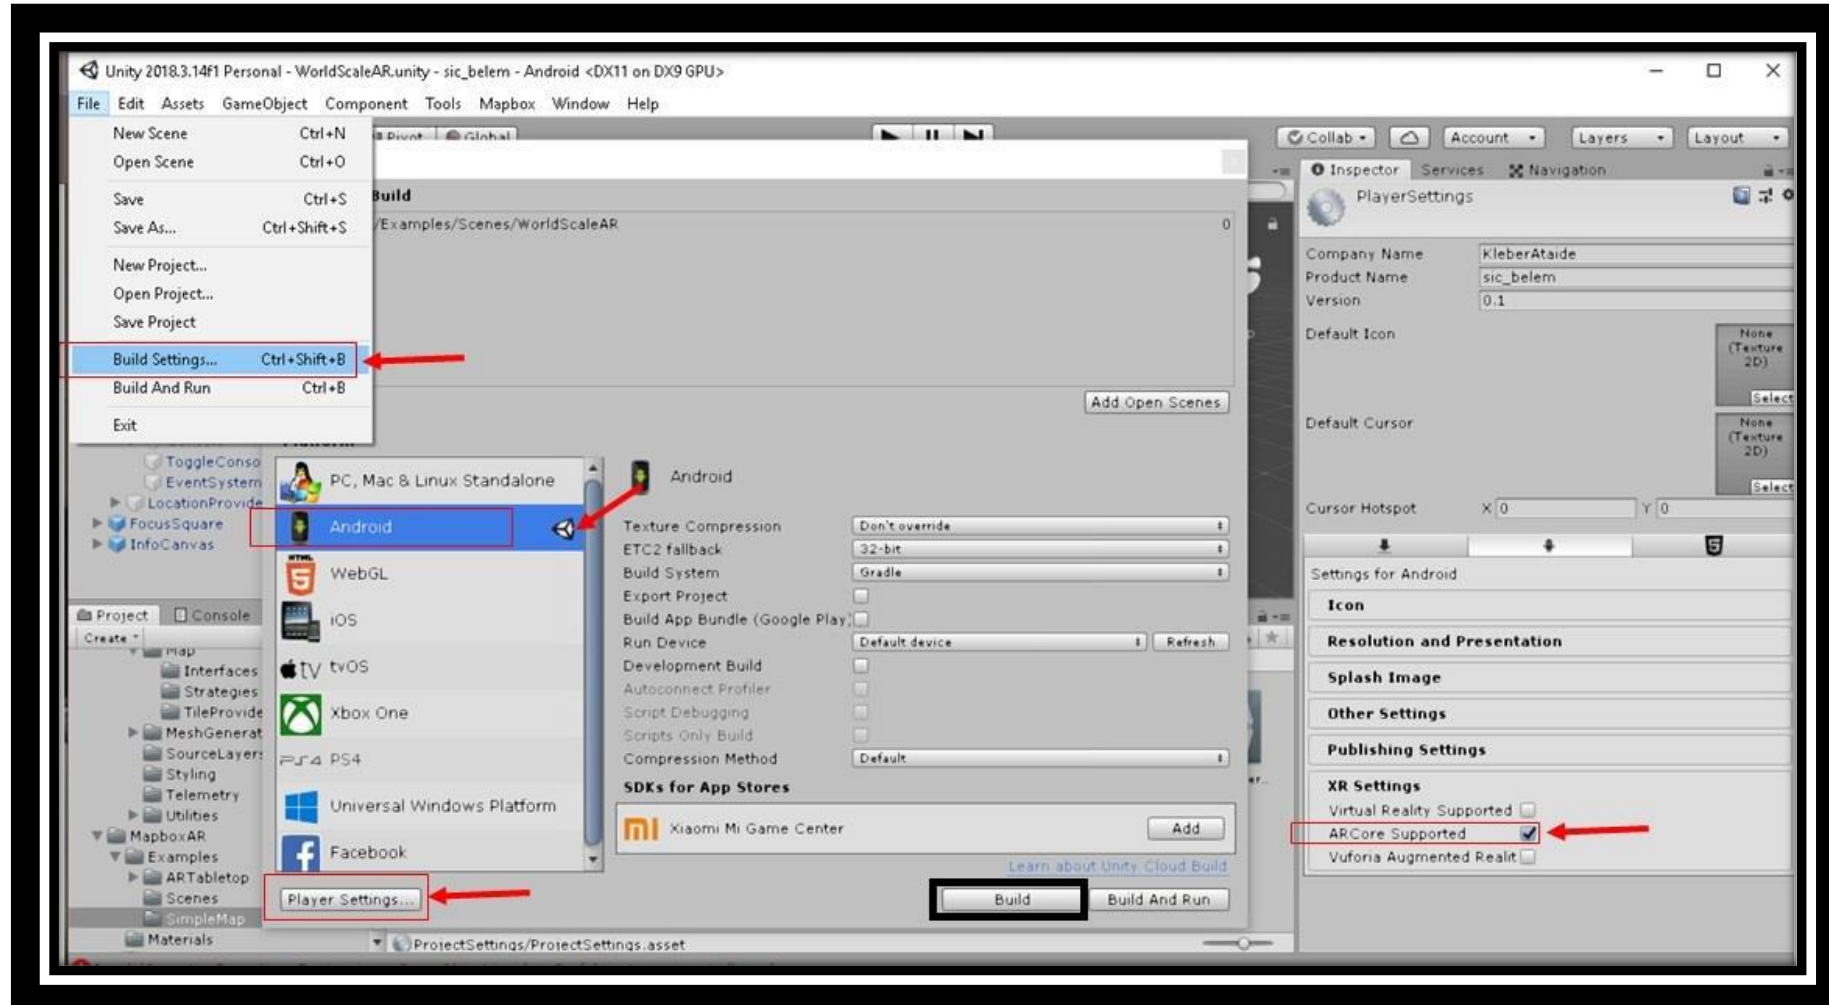 Unity 2018.3.14f1 Personal - WorldScaleAR.unity - sic_belem - Android <DX11 on DX9 GPU>
File Edit Assets GameObject Component Tools Mapbox Window Help
New Scene Ctrl+N
Open Scene Ctrl+O
Save Ctrl+S
Save As... Ctrl+Shift+S
New Project...
Open Project...
Save Project
Build Settings... Ctrl+Shift+B
Build And Run Ctrl+B
Exit
Pivot Global
Collab Account Layers Layout
Build
/Examples/Scenes/WorldScaleAR 0
Add Open Scenes
Platform
PC, Mac & Linux Standalone
Android
HTML
5
WebGL
iOS
tv tvOS
Xbox One
PS4 PS4
Universal Windows Platform
Facebook
Player Settings...
Android
Texture Compression Don't override
ETC2 fallback 32-bit
Build System Gradle
Export Project
Build App Bundle (Google Play)
Run Device Default device Refresh
Development Build
Autoconnect Profiler
Script Debugging
Scripts Only Build
Compression Method Default
SDKs for App Stores
Xiaomi Mi Game Center Add
Learn about Unity Cloud Build
Build Build And Run
ToggleConso
EventSystem
LocationProvide
FocusSquare
InfoCanvas
Project Console
Create
Map
Interfaces
Strategies
TileProvide
MeshGenerat
SourceLayers
Styling
Telemetry
Utilities
MapboxAR
Examples
ARTabletop
Scenes
SimpleMap
Materials
ProjectSettings/ProjectSettings.asset
Inspector Services Navigation
PlayerSettings
Company Name KleberAtaide
Product Name sic_belem
Version 0.1
Default Icon None
(Texture
2D)
Select
Default Cursor None
(Texture
2D)
Select
Cursor Hotspot X 0 Y 0
Settings for Android
Icon
Resolution and Presentation
Splash Image
Other Settings
Publishing Settings
XR Settings
Virtual Reality Supported
ARCore Supported
Vuforia Augmented Realit